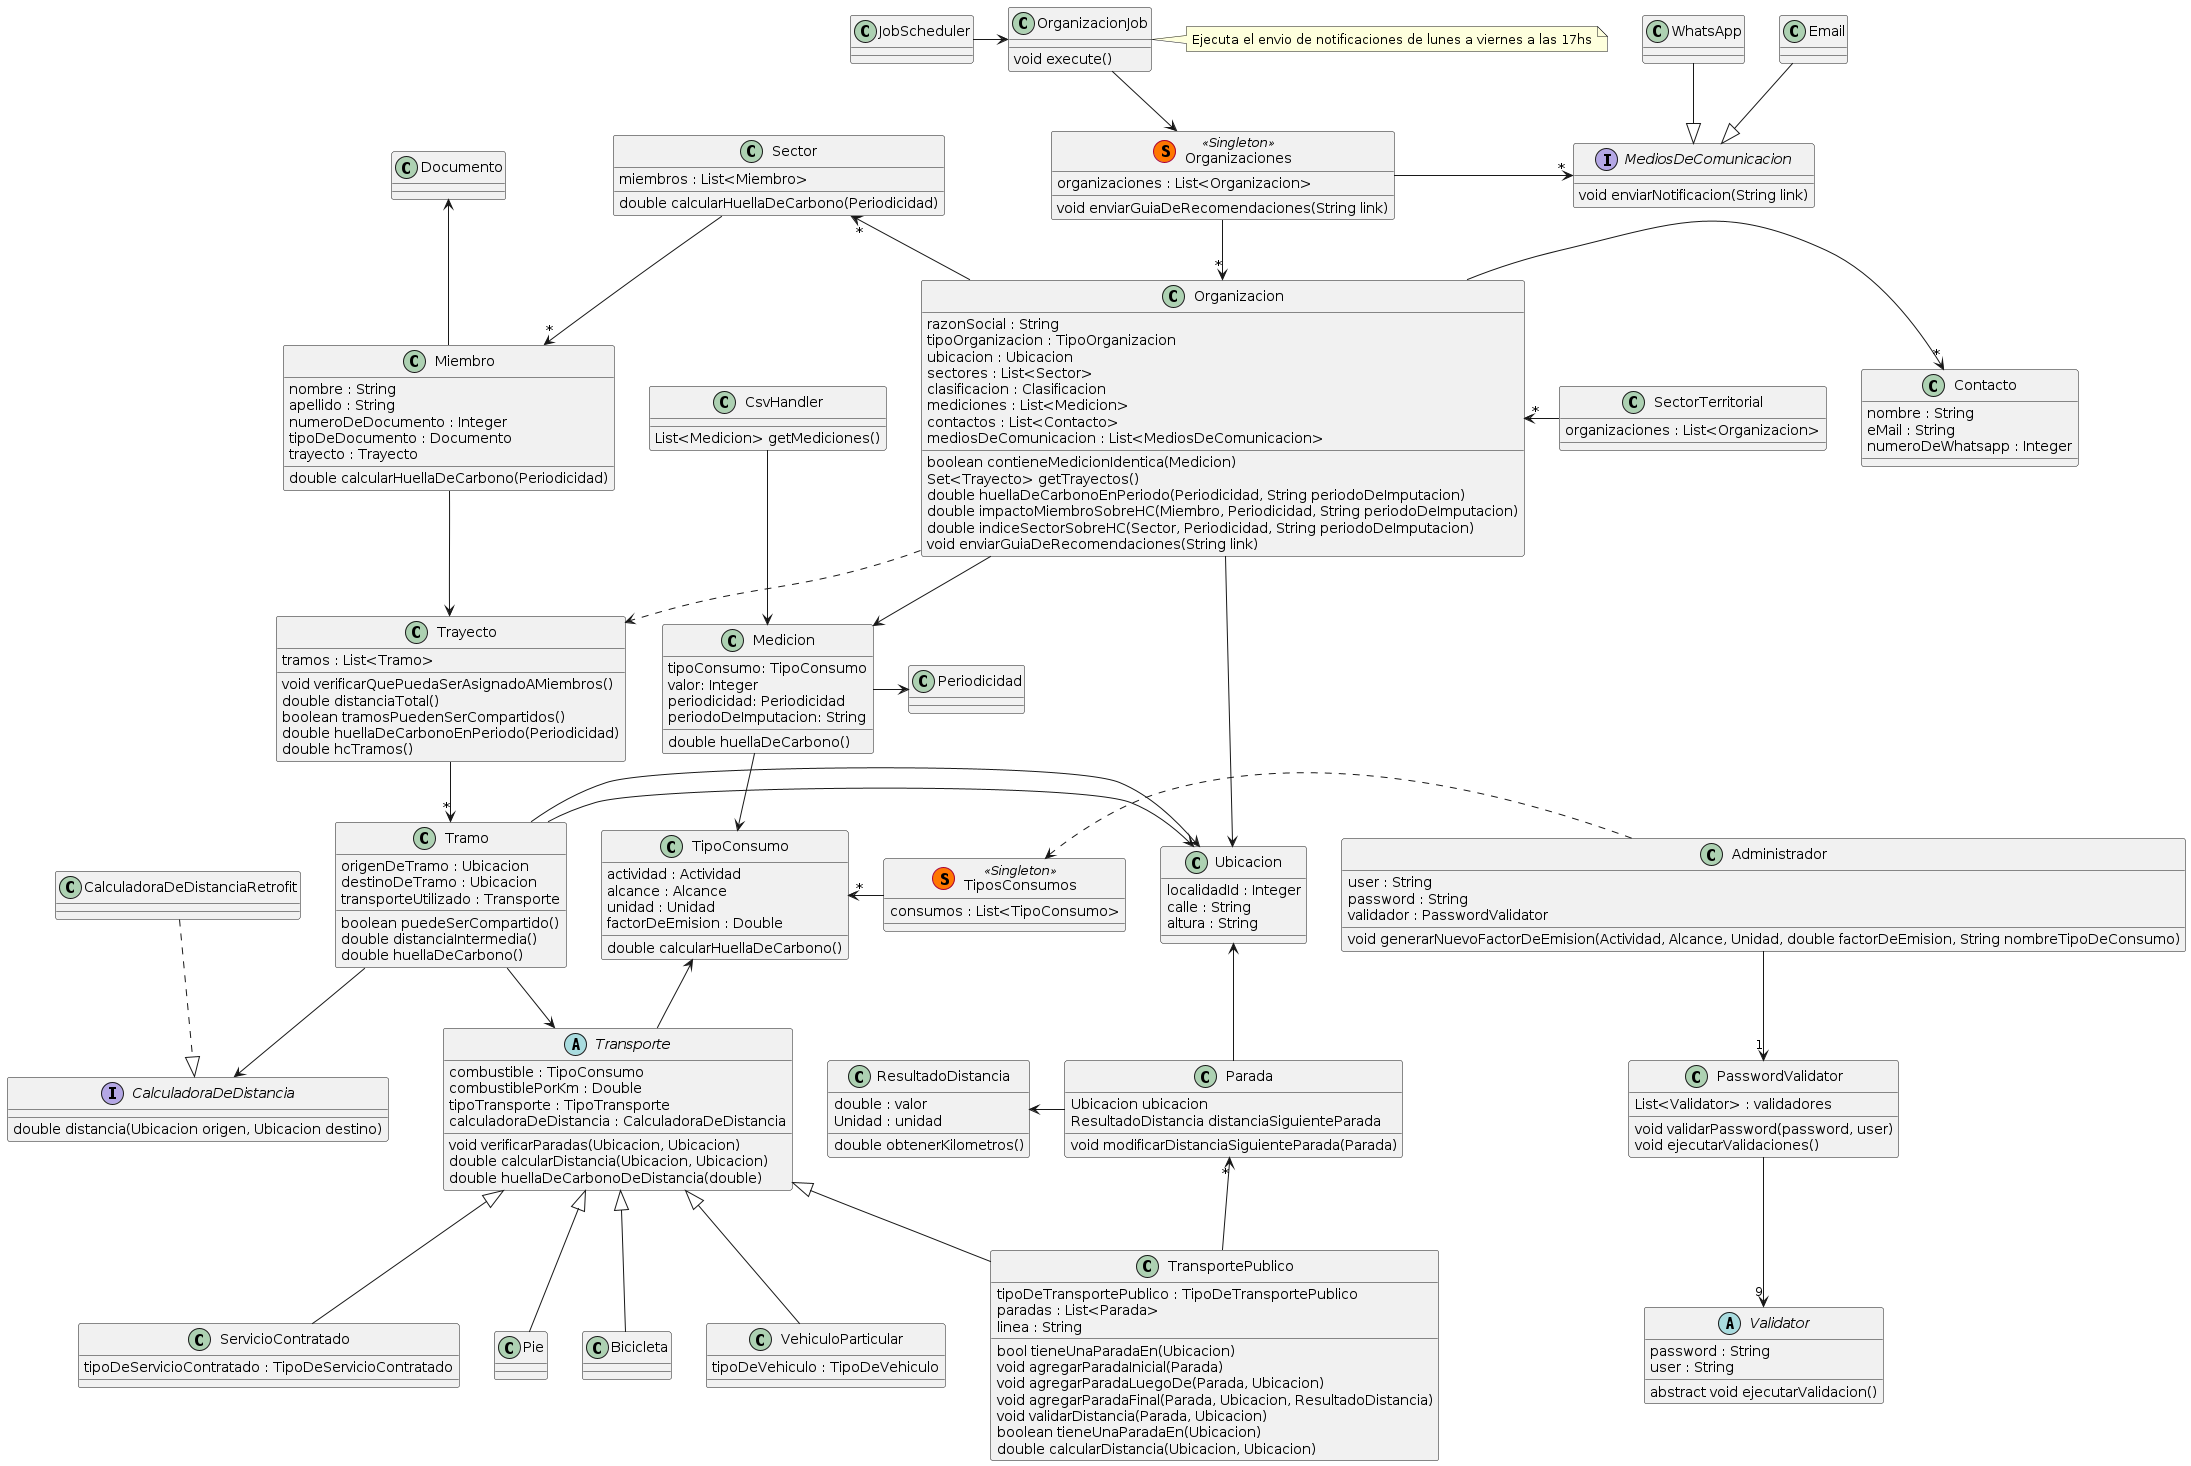 JobScheduler
OrganizacionJob
void execute()
Ejecuta el envio de notificaciones de lunes a viernes a las 17hs
WhatsApp
Email
Documento
Sector
miembros : List<Miembro>
double calcularHuellaDeCarbono(Periodicidad)
«Singleton»
Organizaciones
organizaciones : List<Organizacion>
void enviarGuiaDeRecomendaciones(String link)
MediosDeComunicacion
void enviarNotificacion(String link)
*
*
*
*
*
Miembro
nombre : String
apellido : String
numeroDeDocumento : Integer
tipoDeDocumento : Documento
trayecto : Trayecto
double calcularHuellaDeCarbono(Periodicidad)
CsvHandler
List<Medicion> getMediciones()
Organizacion
razonSocial : String
tipoOrganizacion : TipoOrganizacion
ubicacion : Ubicacion
sectores : List<Sector>
clasificacion : Clasificacion
mediciones : List<Medicion>
contactos : List<Contacto>
mediosDeComunicacion : List<MediosDeComunicacion>
boolean contieneMedicionIdentica(Medicion)
Set<Trayecto> getTrayectos()
double huellaDeCarbonoEnPeriodo(Periodicidad, String periodoDeImputacion)
double impactoMiembroSobreHC(Miembro, Periodicidad, String periodoDeImputacion)
double indiceSectorSobreHC(Sector, Periodicidad, String periodoDeImputacion)
void enviarGuiaDeRecomendaciones(String link)
*
SectorTerritorial
organizaciones : List<Organizacion>
Contacto
nombre : String
eMail : String
numeroDeWhatsapp : Integer
Trayecto
tramos : List<Tramo>
void verificarQuePuedaSerAsignadoAMiembros()
double distanciaTotal()
boolean tramosPuedenSerCompartidos()
double huellaDeCarbonoEnPeriodo(Periodicidad)
double hcTramos()
Medicion
tipoConsumo: TipoConsumo
valor: Integer
periodicidad: Periodicidad
periodoDeImputacion: String
double huellaDeCarbono()
Periodicidad
*
CalculadoraDeDistanciaRetrofit
Tramo
origenDeTramo : Ubicacion
destinoDeTramo : Ubicacion
transporteUtilizado : Transporte
boolean puedeSerCompartido()
double distanciaIntermedia()
double huellaDeCarbono()
TipoConsumo
actividad : Actividad
alcance : Alcance
unidad : Unidad
factorDeEmision : Double
double calcularHuellaDeCarbono()
*
«Singleton»
TiposConsumos
consumos : List<TipoConsumo>
1
Ubicacion
localidadId : Integer
calle : String
altura : String
Administrador
user : String
password : String
validador : PasswordValidator
void generarNuevoFactorDeEmision(Actividad, Alcance, Unidad, double factorDeEmision, String nombreTipoDeConsumo)
CalculadoraDeDistancia
double distancia(Ubicacion origen, Ubicacion destino)
Transporte
combustible : TipoConsumo
combustiblePorKm : Double
tipoTransporte : TipoTransporte
calculadoraDeDistancia : CalculadoraDeDistancia
void verificarParadas(Ubicacion, Ubicacion)
double calcularDistancia(Ubicacion, Ubicacion)
double huellaDeCarbonoDeDistancia(double)
ResultadoDistancia
double : valor
Unidad : unidad
double obtenerKilometros()
Parada
Ubicacion ubicacion
ResultadoDistancia distanciaSiguienteParada
void modificarDistanciaSiguienteParada(Parada)
*
1
PasswordValidator
List<Validator> : validadores
void validarPassword(password, user)
void ejecutarValidaciones()
ServicioContratado
tipoDeServicioContratado : TipoDeServicioContratado
Pie
Bicicleta
VehiculoParticular
tipoDeVehiculo : TipoDeVehiculo
TransportePublico
tipoDeTransportePublico : TipoDeTransportePublico
paradas : List<Parada>
linea : String
bool tieneUnaParadaEn(Ubicacion)
void agregarParadaInicial(Parada)
void agregarParadaLuegoDe(Parada, Ubicacion)
void agregarParadaFinal(Parada, Ubicacion, ResultadoDistancia)
void validarDistancia(Parada, Ubicacion)
boolean tieneUnaParadaEn(Ubicacion)
double calcularDistancia(Ubicacion, Ubicacion)
9
Validator
password : String
user : String
abstract void ejecutarValidacion()